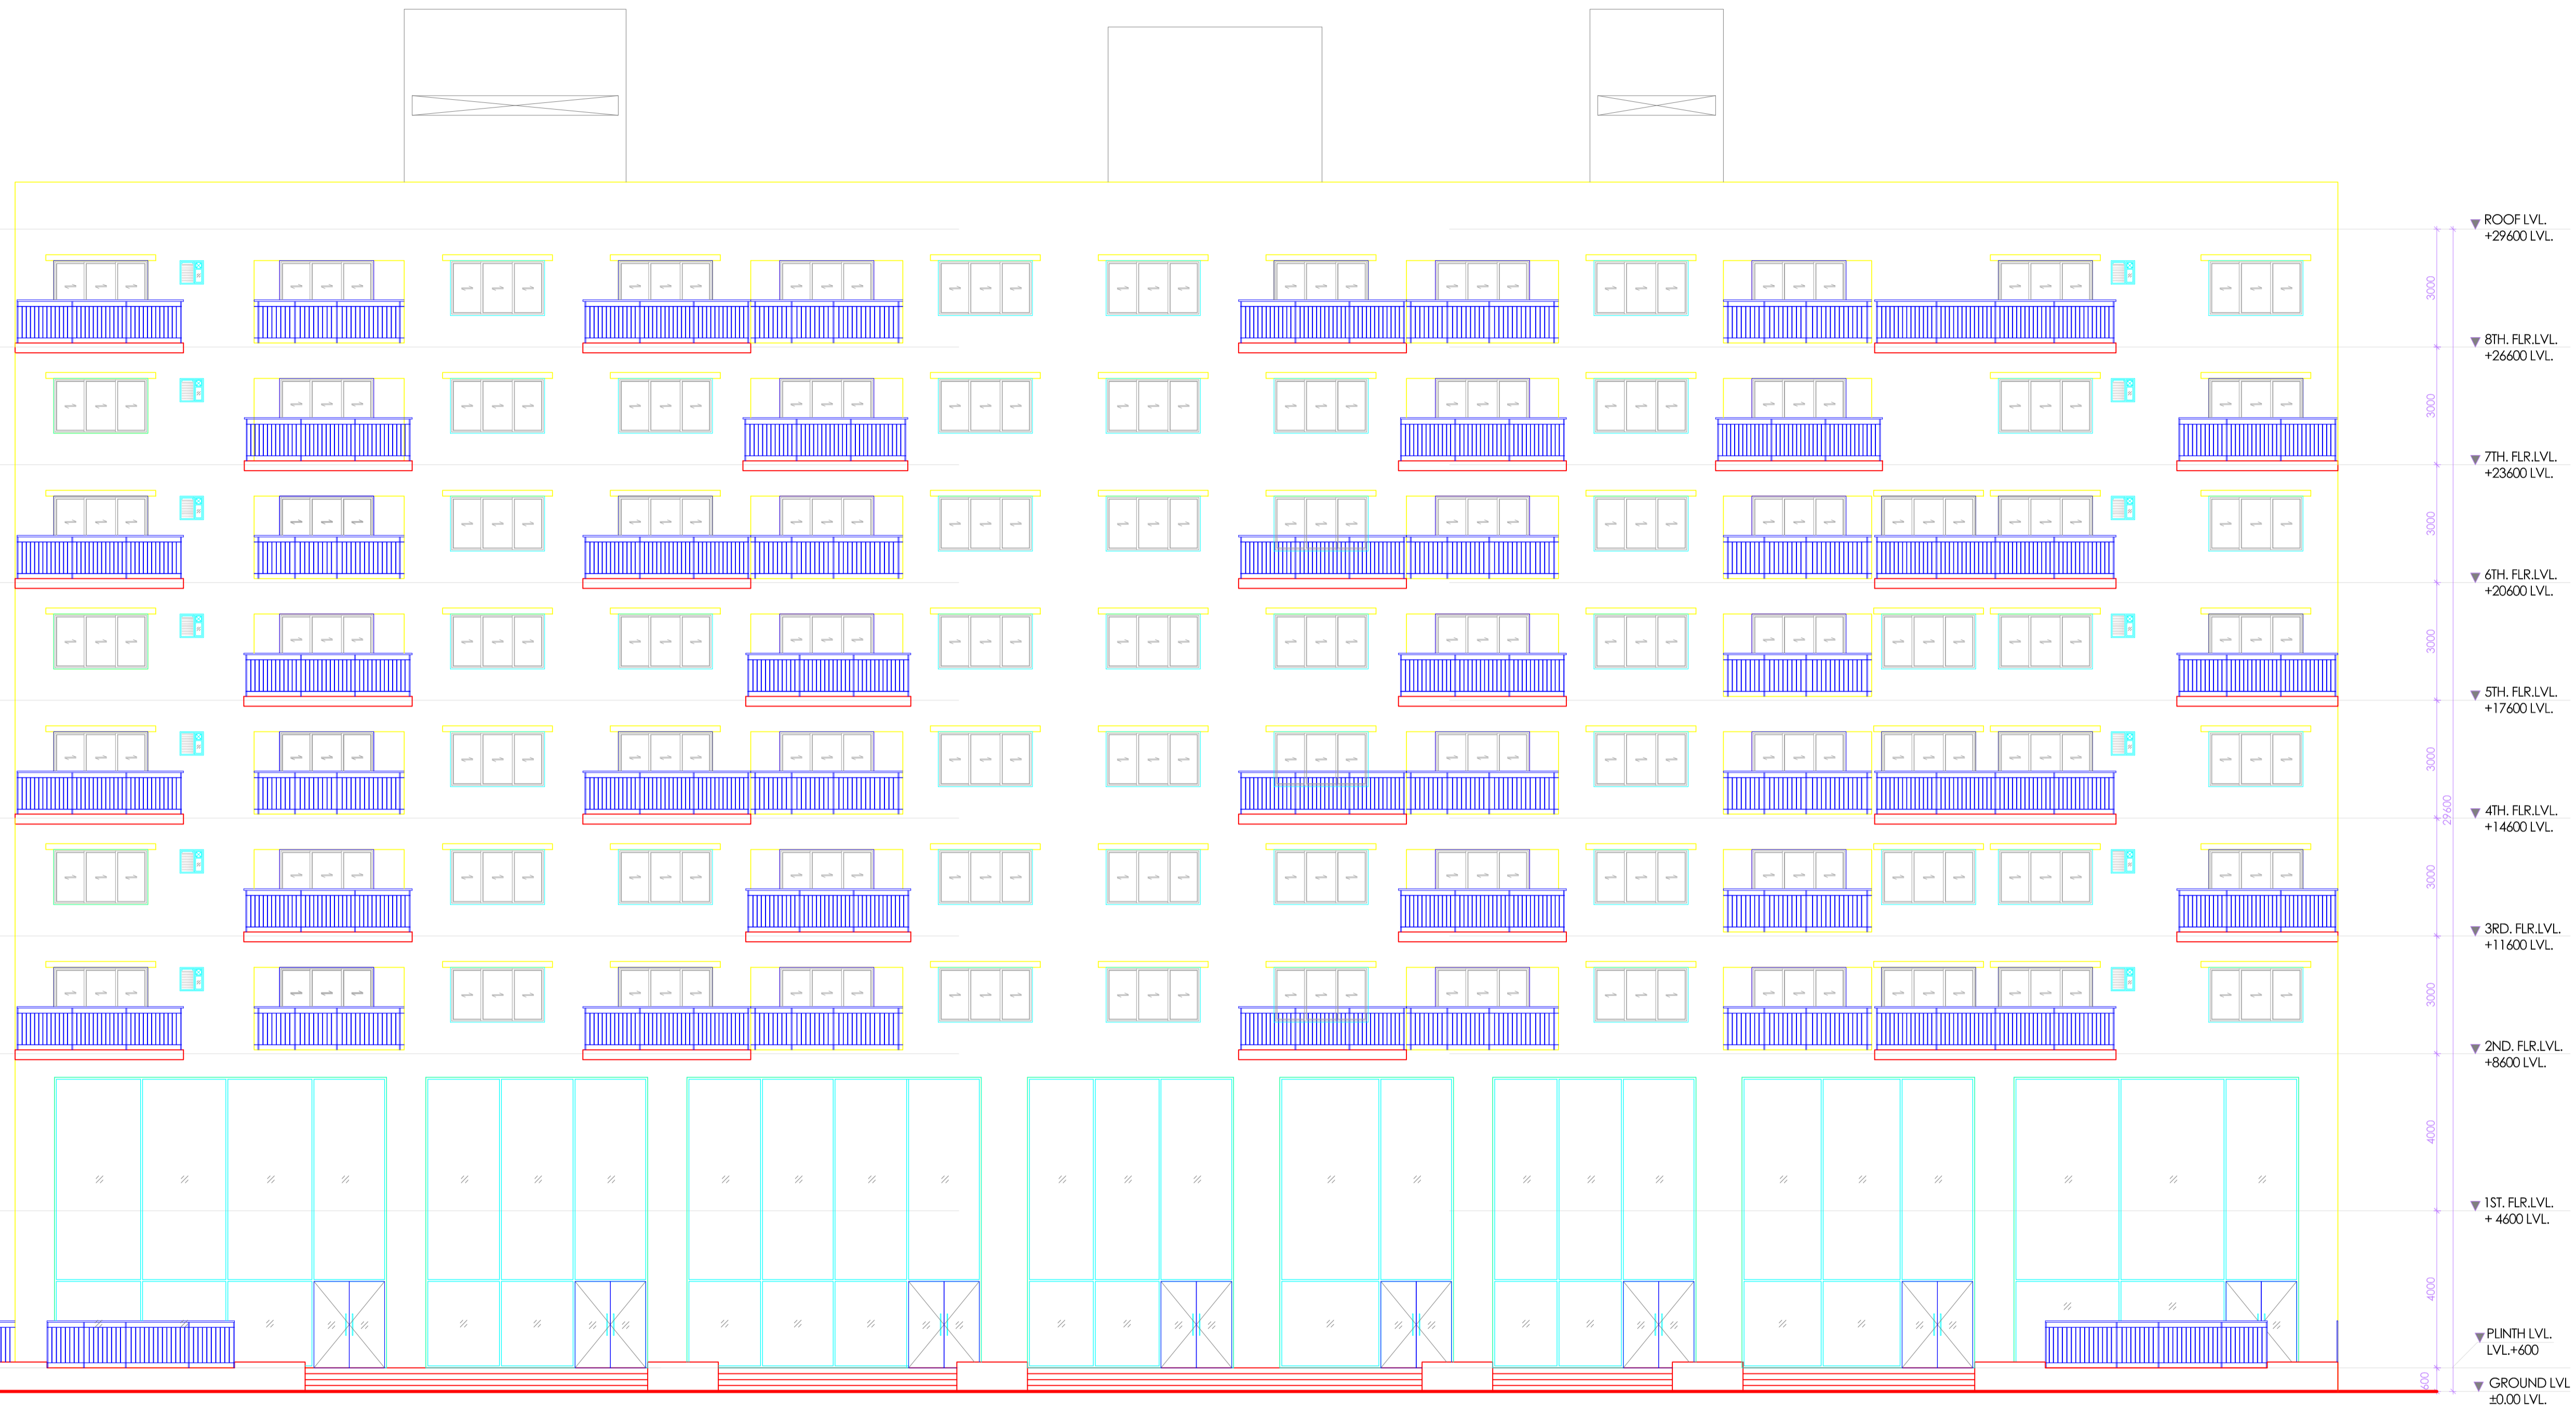 ROOF LVL.
+29600 LVL.
3000
8TH. FLR.LVL.
+26600 LVL.
3000
7TH. FLR.LVL.
+23600 LVL.
3000
6TH. FLR.LVL.
+20600 LVL.
3000
5TH. FLR.LVL.
+17600 LVL.
3000
29600
4TH. FLR.LVL.
+14600 LVL.
3000
3RD. FLR.LVL.
+11600 LVL.
3000
2ND. FLR.LVL.
+8600 LVL.
4000
1ST. FLR.LVL.
+ 4600 LVL.
4000
PLINTH LVL.
LVL.+600
600
GROUND LVL
±0.00 LVL.